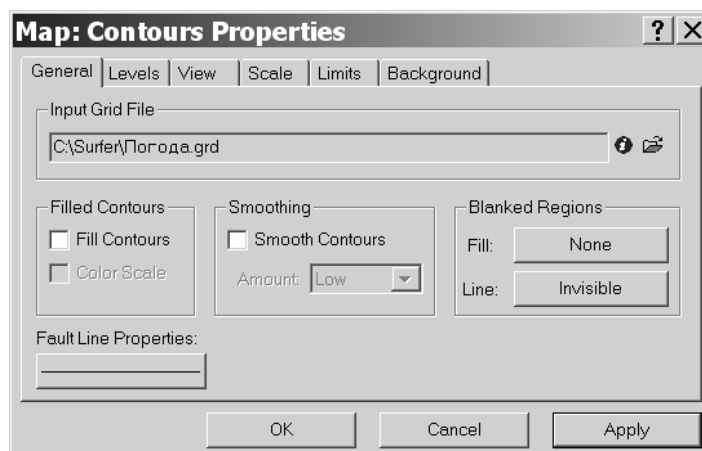 Map: Contours Properties
General Levels View Scale Limits Background
Input Grid File
C:\Surfer\Погода.grd
Filled Contours
Fill Contours
Color Scale
Smoothing
Smooth Contours
Amount: Low
Blanked Regions
Fill: None
Line: Invisible
Fault Line Properties:
OK Cancel Apply